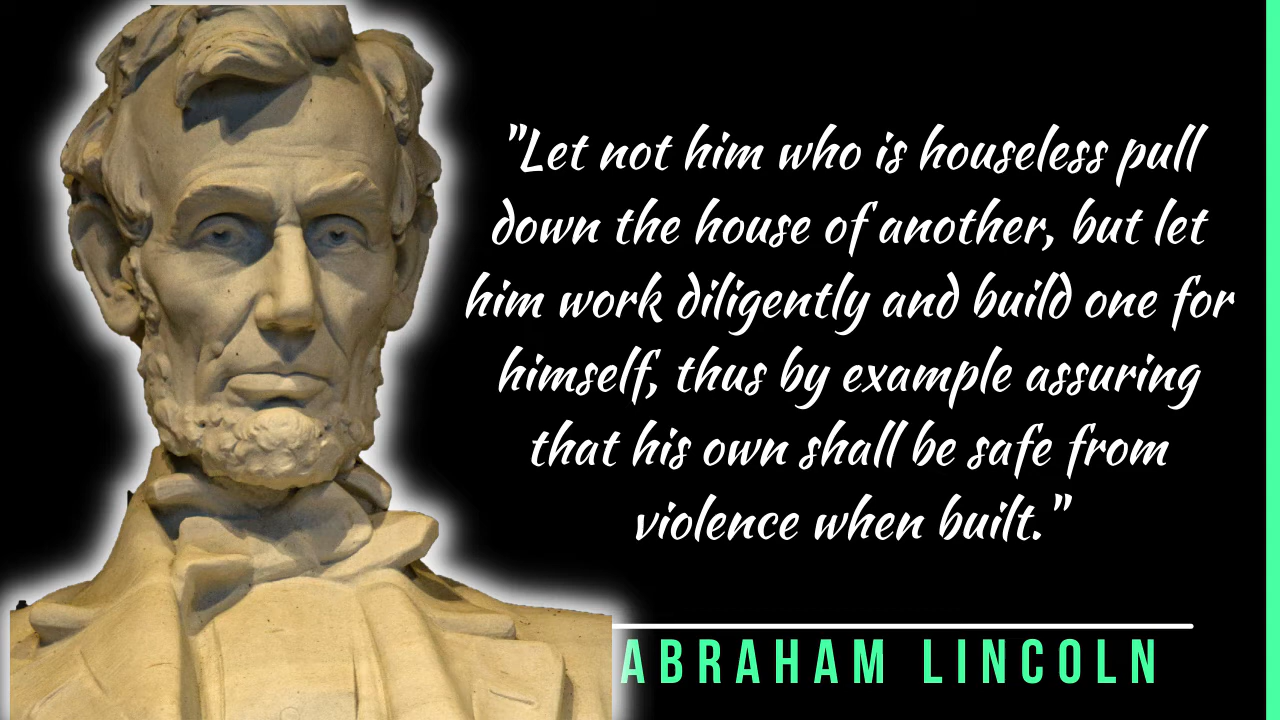 "Let not him who is houseless pull
down the house of another, but let
him work diligently and build one for
himself, thus by example assuring
that his own shall be safe from
violence when built."
ABRAHAM LINCOLN